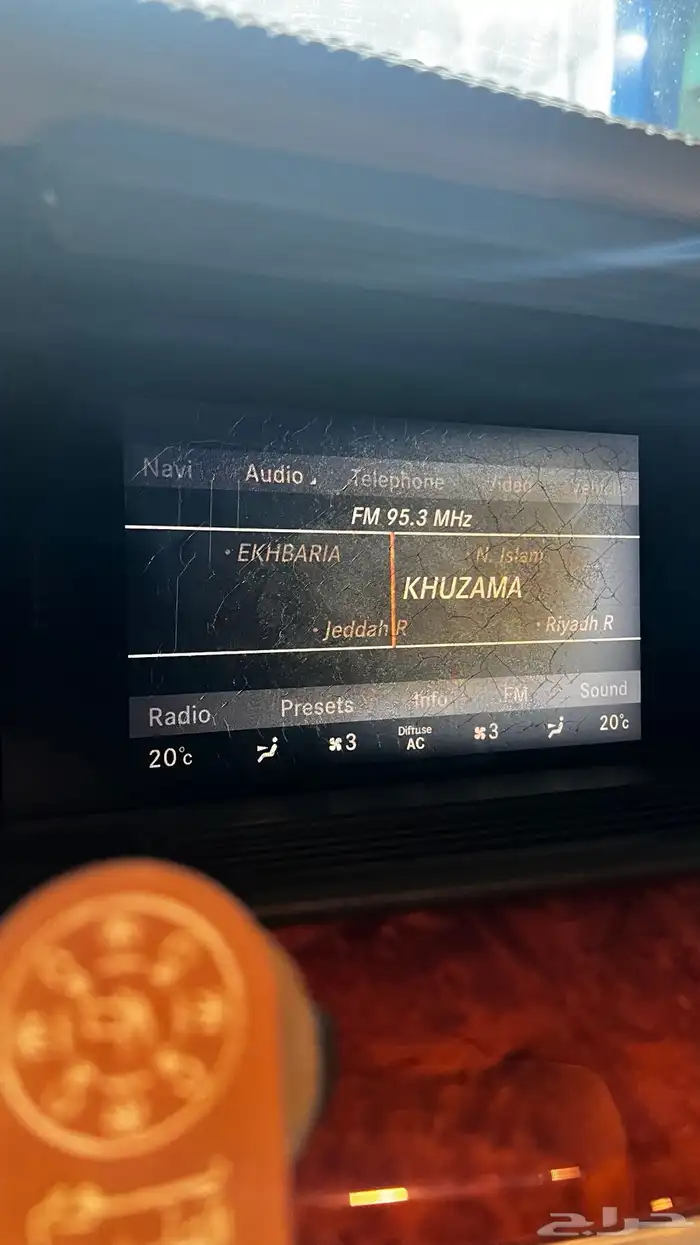 Navi Audio Telephone Video Vehicle
FM 95.3 MHz
• EKHBARIA N. Islam
KHUZAMA
• Jeddah R • Riyadh R
Radio Presets Info FM Sound
20°C 3 Diffuse AC 3 20°C
حراج